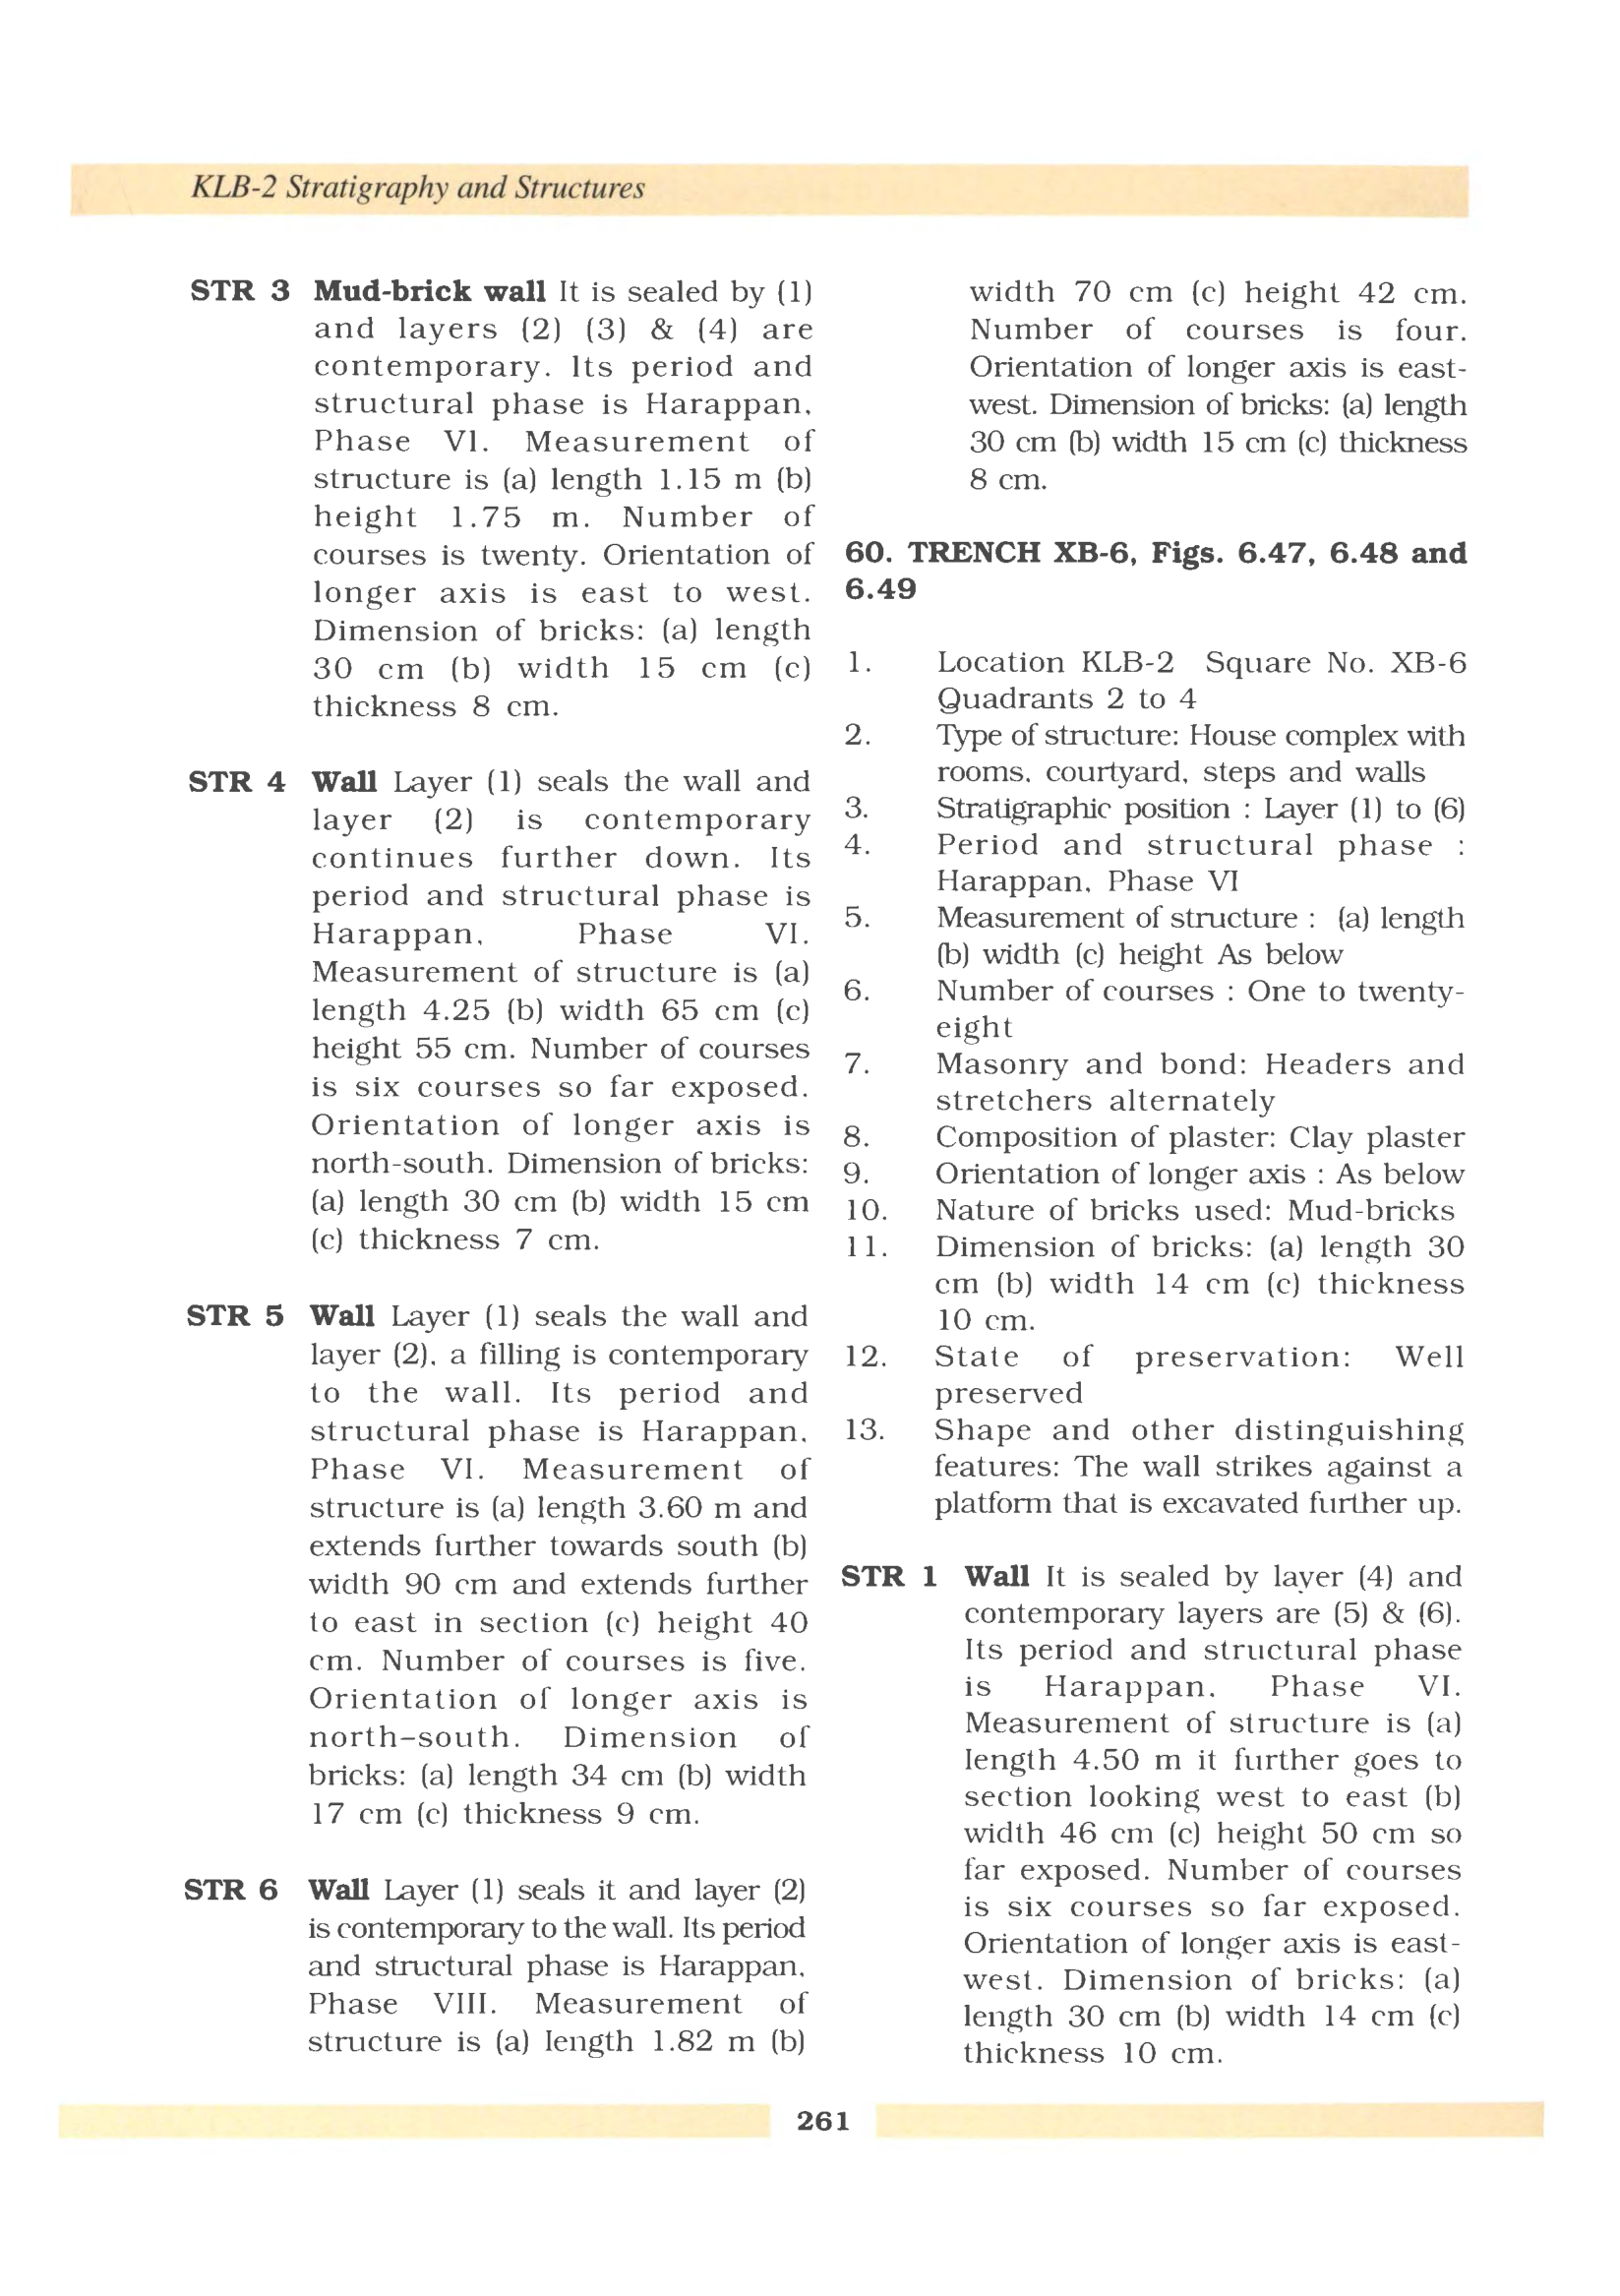 KLB-2 Stratigraphy and Structures
STR 3 Mud-brick wall It is sealed by (1)
and layers (2) (3) & (4) are
contemporary. Its period and
structural phase is Harappan,
Phase VI. Measurement of
structure is (a) length 1.15 m (b)
height 1.75 m. Number of
courses is twenty. Orientation of
longer axis is east to west.
Dimension of bricks: (a) length
30 cm (b) width 15 cm (c)
thickness 8 cm.
STR 4 Wall Layer (1) seals the wall and
layer (2) is contemporary
continues further down. Its
period and structural phase is
Harappan, Phase VI.
Measurement of structure is (a)
length 4.25 (b) width 65 cm (c)
height 55 cm. Number of courses
is six courses so far exposed.
Orientation of longer axis is
north-south. Dimension of bricks:
(a) length 30 cm (b) width 15 cm
(c) thickness 7 cm.
STR 5 Wall Layer (1) seals the wall and
layer (2), a filling is contemporary
to the wall. Its period and
structural phase is Harappan,
Phase VI. Measurement of
structure is (a) length 3.60 m and
extends further towards south (b)
width 90 cm and extends further
to east in section (c) height 40
cm. Number of courses is five.
Orientation of longer axis is
north–south. Dimension of
bricks: (a) length 34 cm (b) width
17 cm (c) thickness 9 cm.
STR 6 Wall Layer (1) seals it and layer (2)
is contemporary to the wall. Its period
and structural phase is Harappan,
Phase VIII. Measurement of
structure is (a) length 1.82 m (b)
width 70 cm (c) height 42 cm.
Number of courses is four.
Orientation of longer axis is east-
west. Dimension of bricks: (a) length
30 cm (b) width 15 cm (c) thickness
8 cm.
60. TRENCH XB-6, Figs. 6.47, 6.48 and
6.49
1. Location KLB-2 Square No. XB-6
Quadrants 2 to 4
2. Type of structure: House complex with
rooms, courtyard, steps and walls
3. Stratigraphic position : Layer (1) to (6)
4. Period and structural phase :
Harappan, Phase VI
5. Measurement of structure : (a) length
(b) width (c) height As below
6. Number of courses : One to twenty-
eight
7. Masonry and bond: Headers and
stretchers alternately
8. Composition of plaster: Clay plaster
9. Orientation of longer axis : As below
10. Nature of bricks used: Mud-bricks
11. Dimension of bricks: (a) length 30
cm (b) width 14 cm (c) thickness
10 cm.
12. State of preservation: Well
preserved
13. Shape and other distinguishing
features: The wall strikes against a
platform that is excavated further up.
STR 1 Wall It is sealed by layer (4) and
contemporary layers are (5) & (6).
Its period and structural phase
is Harappan, Phase VI.
Measurement of structure is (a)
length 4.50 m it further goes to
section looking west to east (b)
width 46 cm (c) height 50 cm so
far exposed. Number of courses
is six courses so far exposed.
Orientation of longer axis is east-
west. Dimension of bricks: (a)
length 30 cm (b) width 14 cm (c)
thickness 10 cm.
261